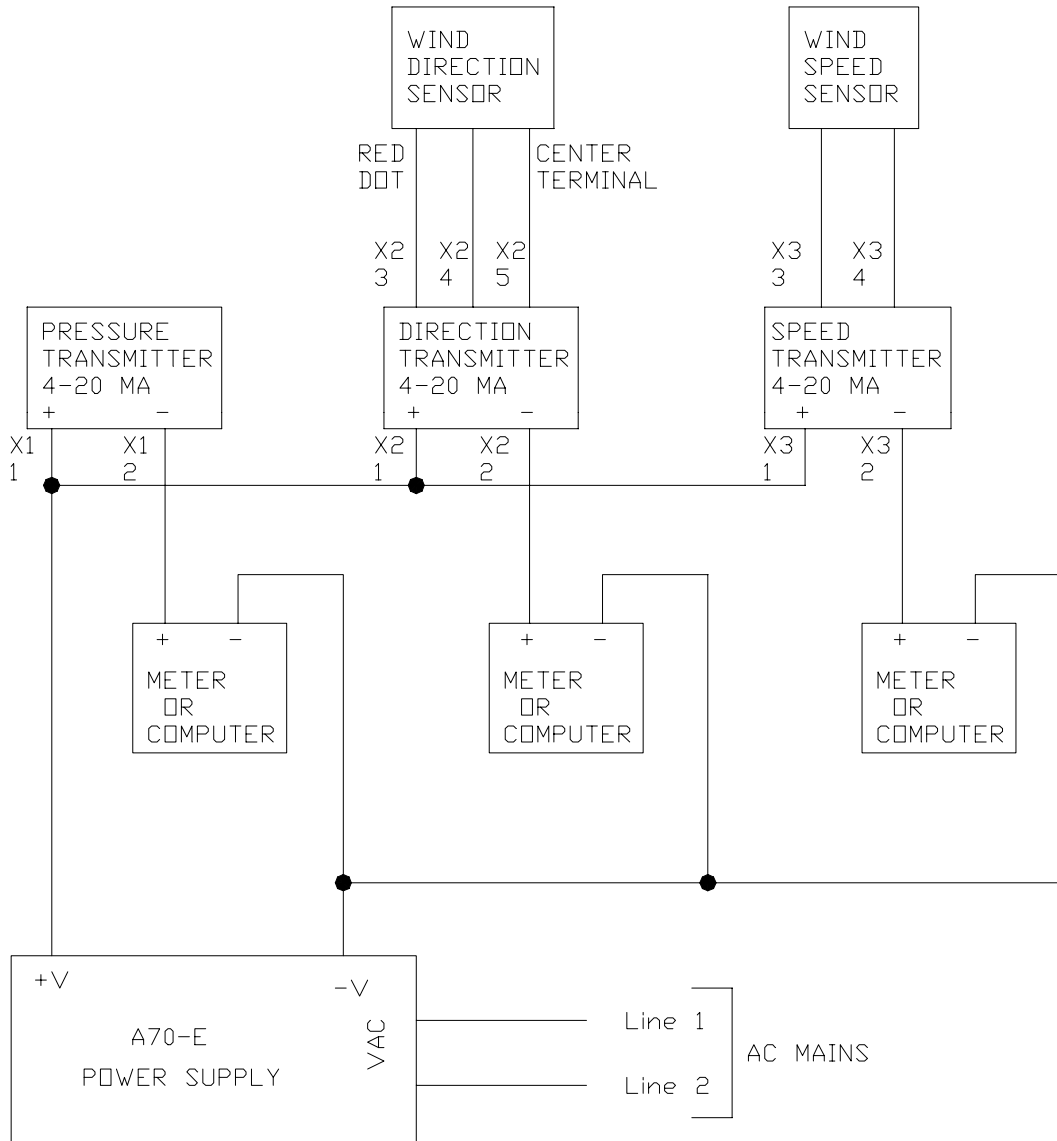 WIND
DIRECTION
SENSOR
WIND
SPEED
SENSOR
RED
DOT
CENTER
TERMINAL
X2
3
X2
4
X2
5
X3
3
X3
4
PRESSURE
TRANSMITTER
4-20 MA
+ -
DIRECTION
TRANSMITTER
4-20 MA
+ -
SPEED
TRANSMITTER
4-20 MA
+ -
X1
1
X1
2
X2
1
X2
2
X3
1
X3
2
+ -
METER
OR
COMPUTER
+ -
METER
OR
COMPUTER
+ -
METER
OR
COMPUTER
+V
-V
A70-E
POWER SUPPLY
VAC
Line 1
Line 2
AC MAINS